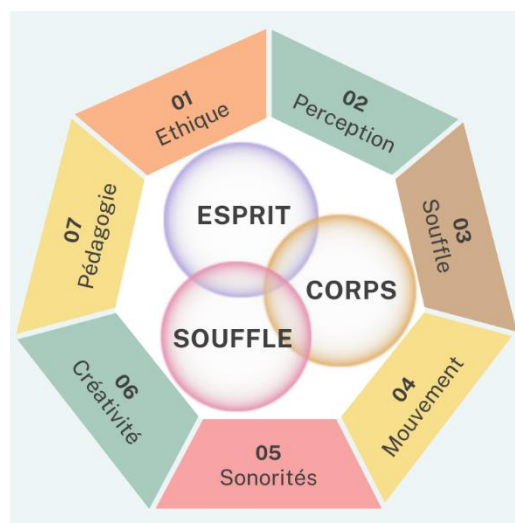 01
Ethique
02
Perception
03
Souffle
04
Mouvement
05
Sonorités
06
Créativité
07
Pédagogie
ESPRIT
CORPS
SOUFFLE